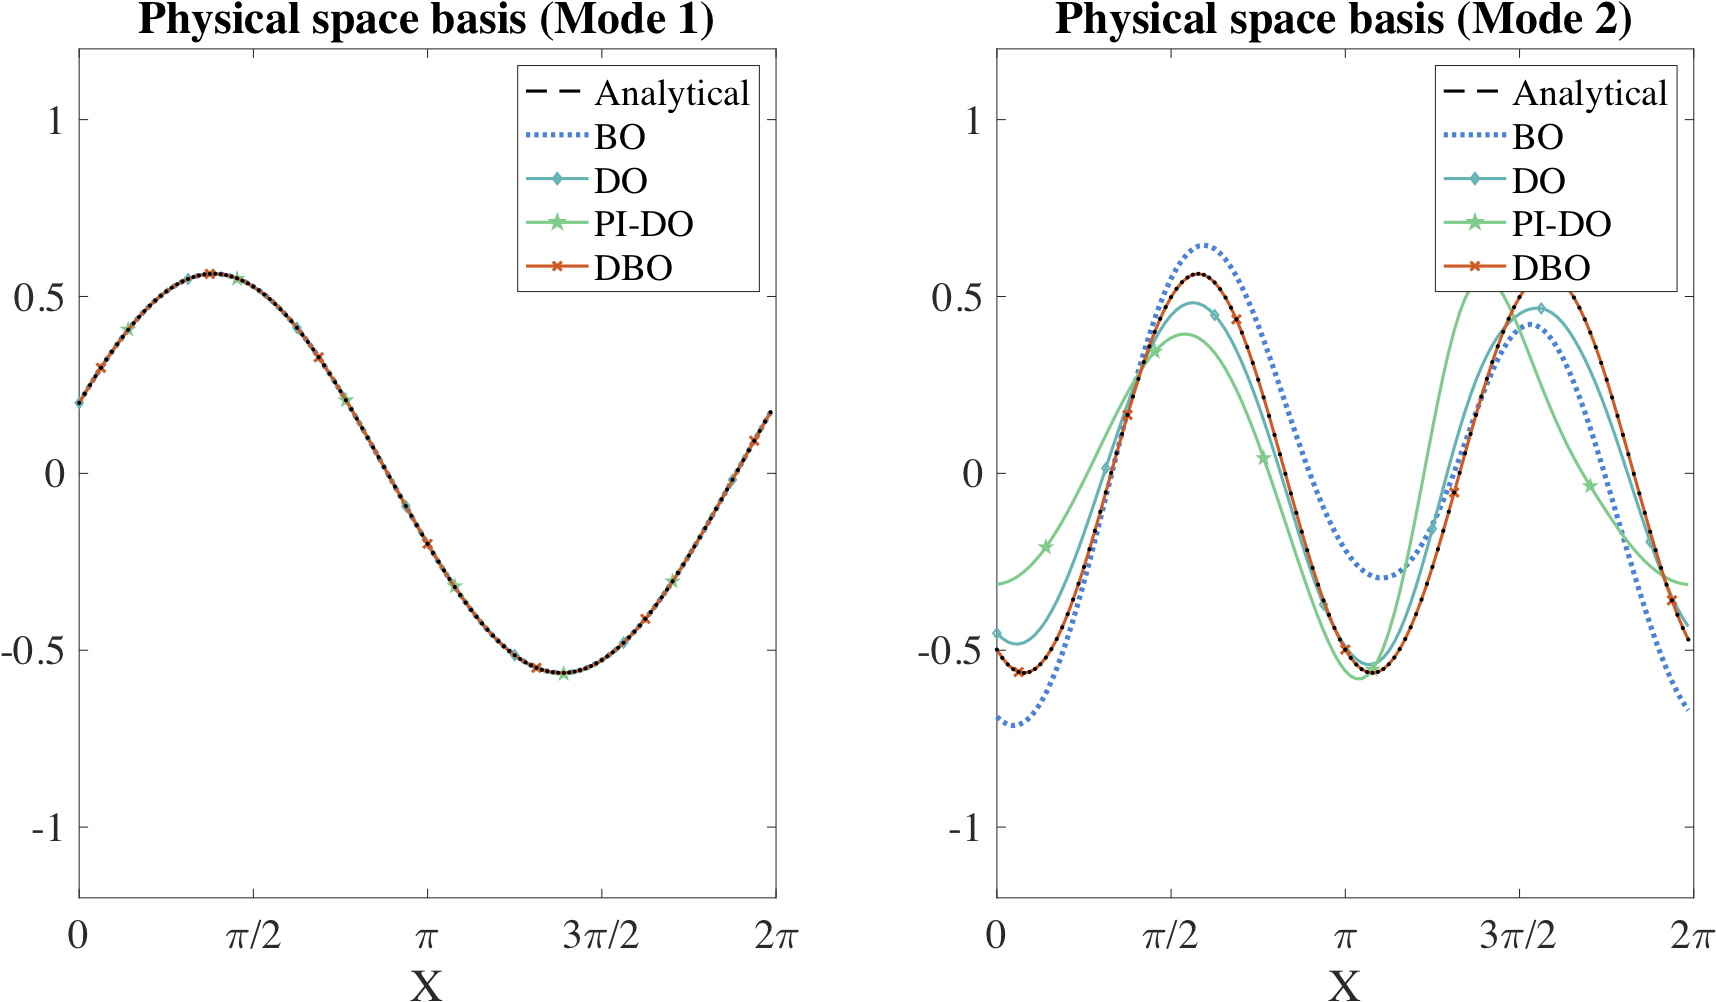 Physical space basis (Mode 1)
Analytical
BO
DO
PI-DO
DBO
1
0.5
0
-0.5
-1
0
π/2
π
3π/2
2π
X
Physical space basis (Mode 2)
Analytical
BO
DO
PI-DO
DBO
1
0.5
0
-0.5
-1
0
π/2
π
3π/2
2π
X